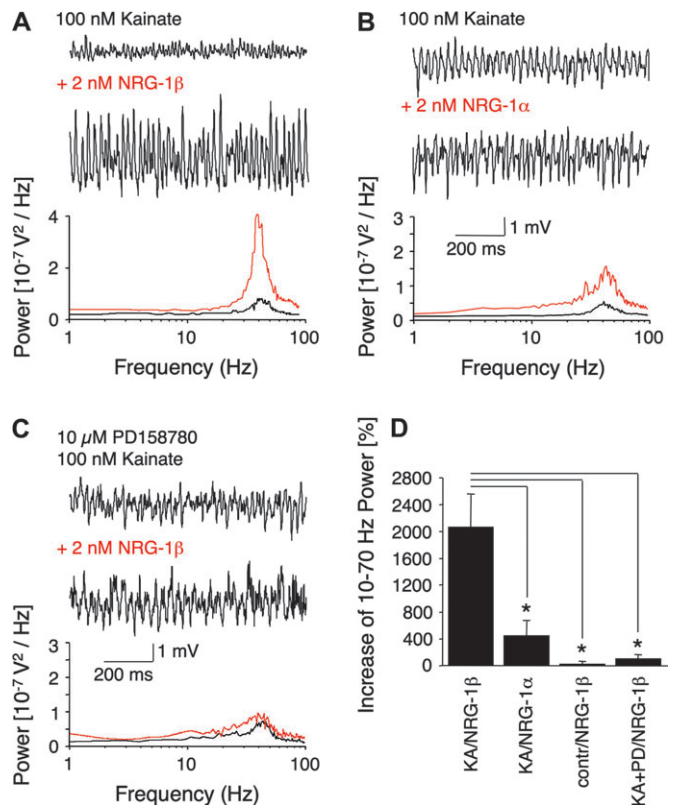 A
100 nM Kainate
+ 2 nM NRG-1β
Power [10⁻⁷ V² / Hz]
4
2
0
1
10
100
Frequency (Hz)
B
100 nM Kainate
+ 2 nM NRG-1α
1 mV
200 ms
Power [10⁻⁷ V² / Hz]
3
2
1
0
1
10
100
Frequency (Hz)
C
10 µM PD158780
100 nM Kainate
+ 2 nM NRG-1β
1 mV
200 ms
Power [10⁻⁷ V² / Hz]
3
2
1
0
1
10
100
Frequency (Hz)
D
Increase of 10-70 Hz Power [%]
2800
2400
2000
1600
1200
800
400
0
*
*
*
KA/NRG-1β
KA/NRG-1α
contr/NRG-1β
KA+PD/NRG-1β